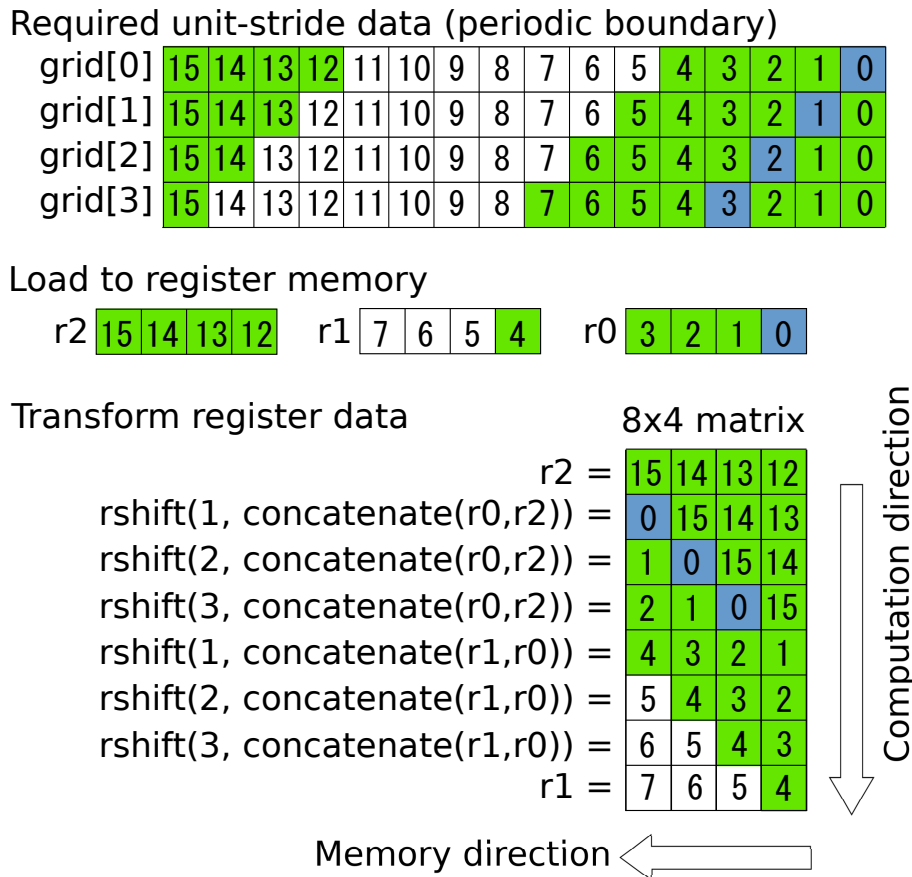 Required unit-stride data (periodic boundary)
grid[0] 15 14 13 12 11 10 9 8 7 6 5 4 3 2 1 0
grid[1] 15 14 13 12 11 10 9 8 7 6 5 4 3 2 1 0
grid[2] 15 14 13 12 11 10 9 8 7 6 5 4 3 2 1 0
grid[3] 15 14 13 12 11 10 9 8 7 6 5 4 3 2 1 0
Load to register memory
r2 15 14 13 12 r1 7 6 5 4 r0 3 2 1 0
Transform register data
8x4 matrix
r2 = 15 14 13 12
rshift(1, concatenate(r0,r2)) = 0 15 14 13
rshift(2, concatenate(r0,r2)) = 1 0 15 14
rshift(3, concatenate(r0,r2)) = 2 1 0 15
rshift(1, concatenate(r1,r0)) = 4 3 2 1
rshift(2, concatenate(r1,r0)) = 5 4 3 2
rshift(3, concatenate(r1,r0)) = 6 5 4 3
r1 = 7 6 5 4
Computation direction
Memory direction